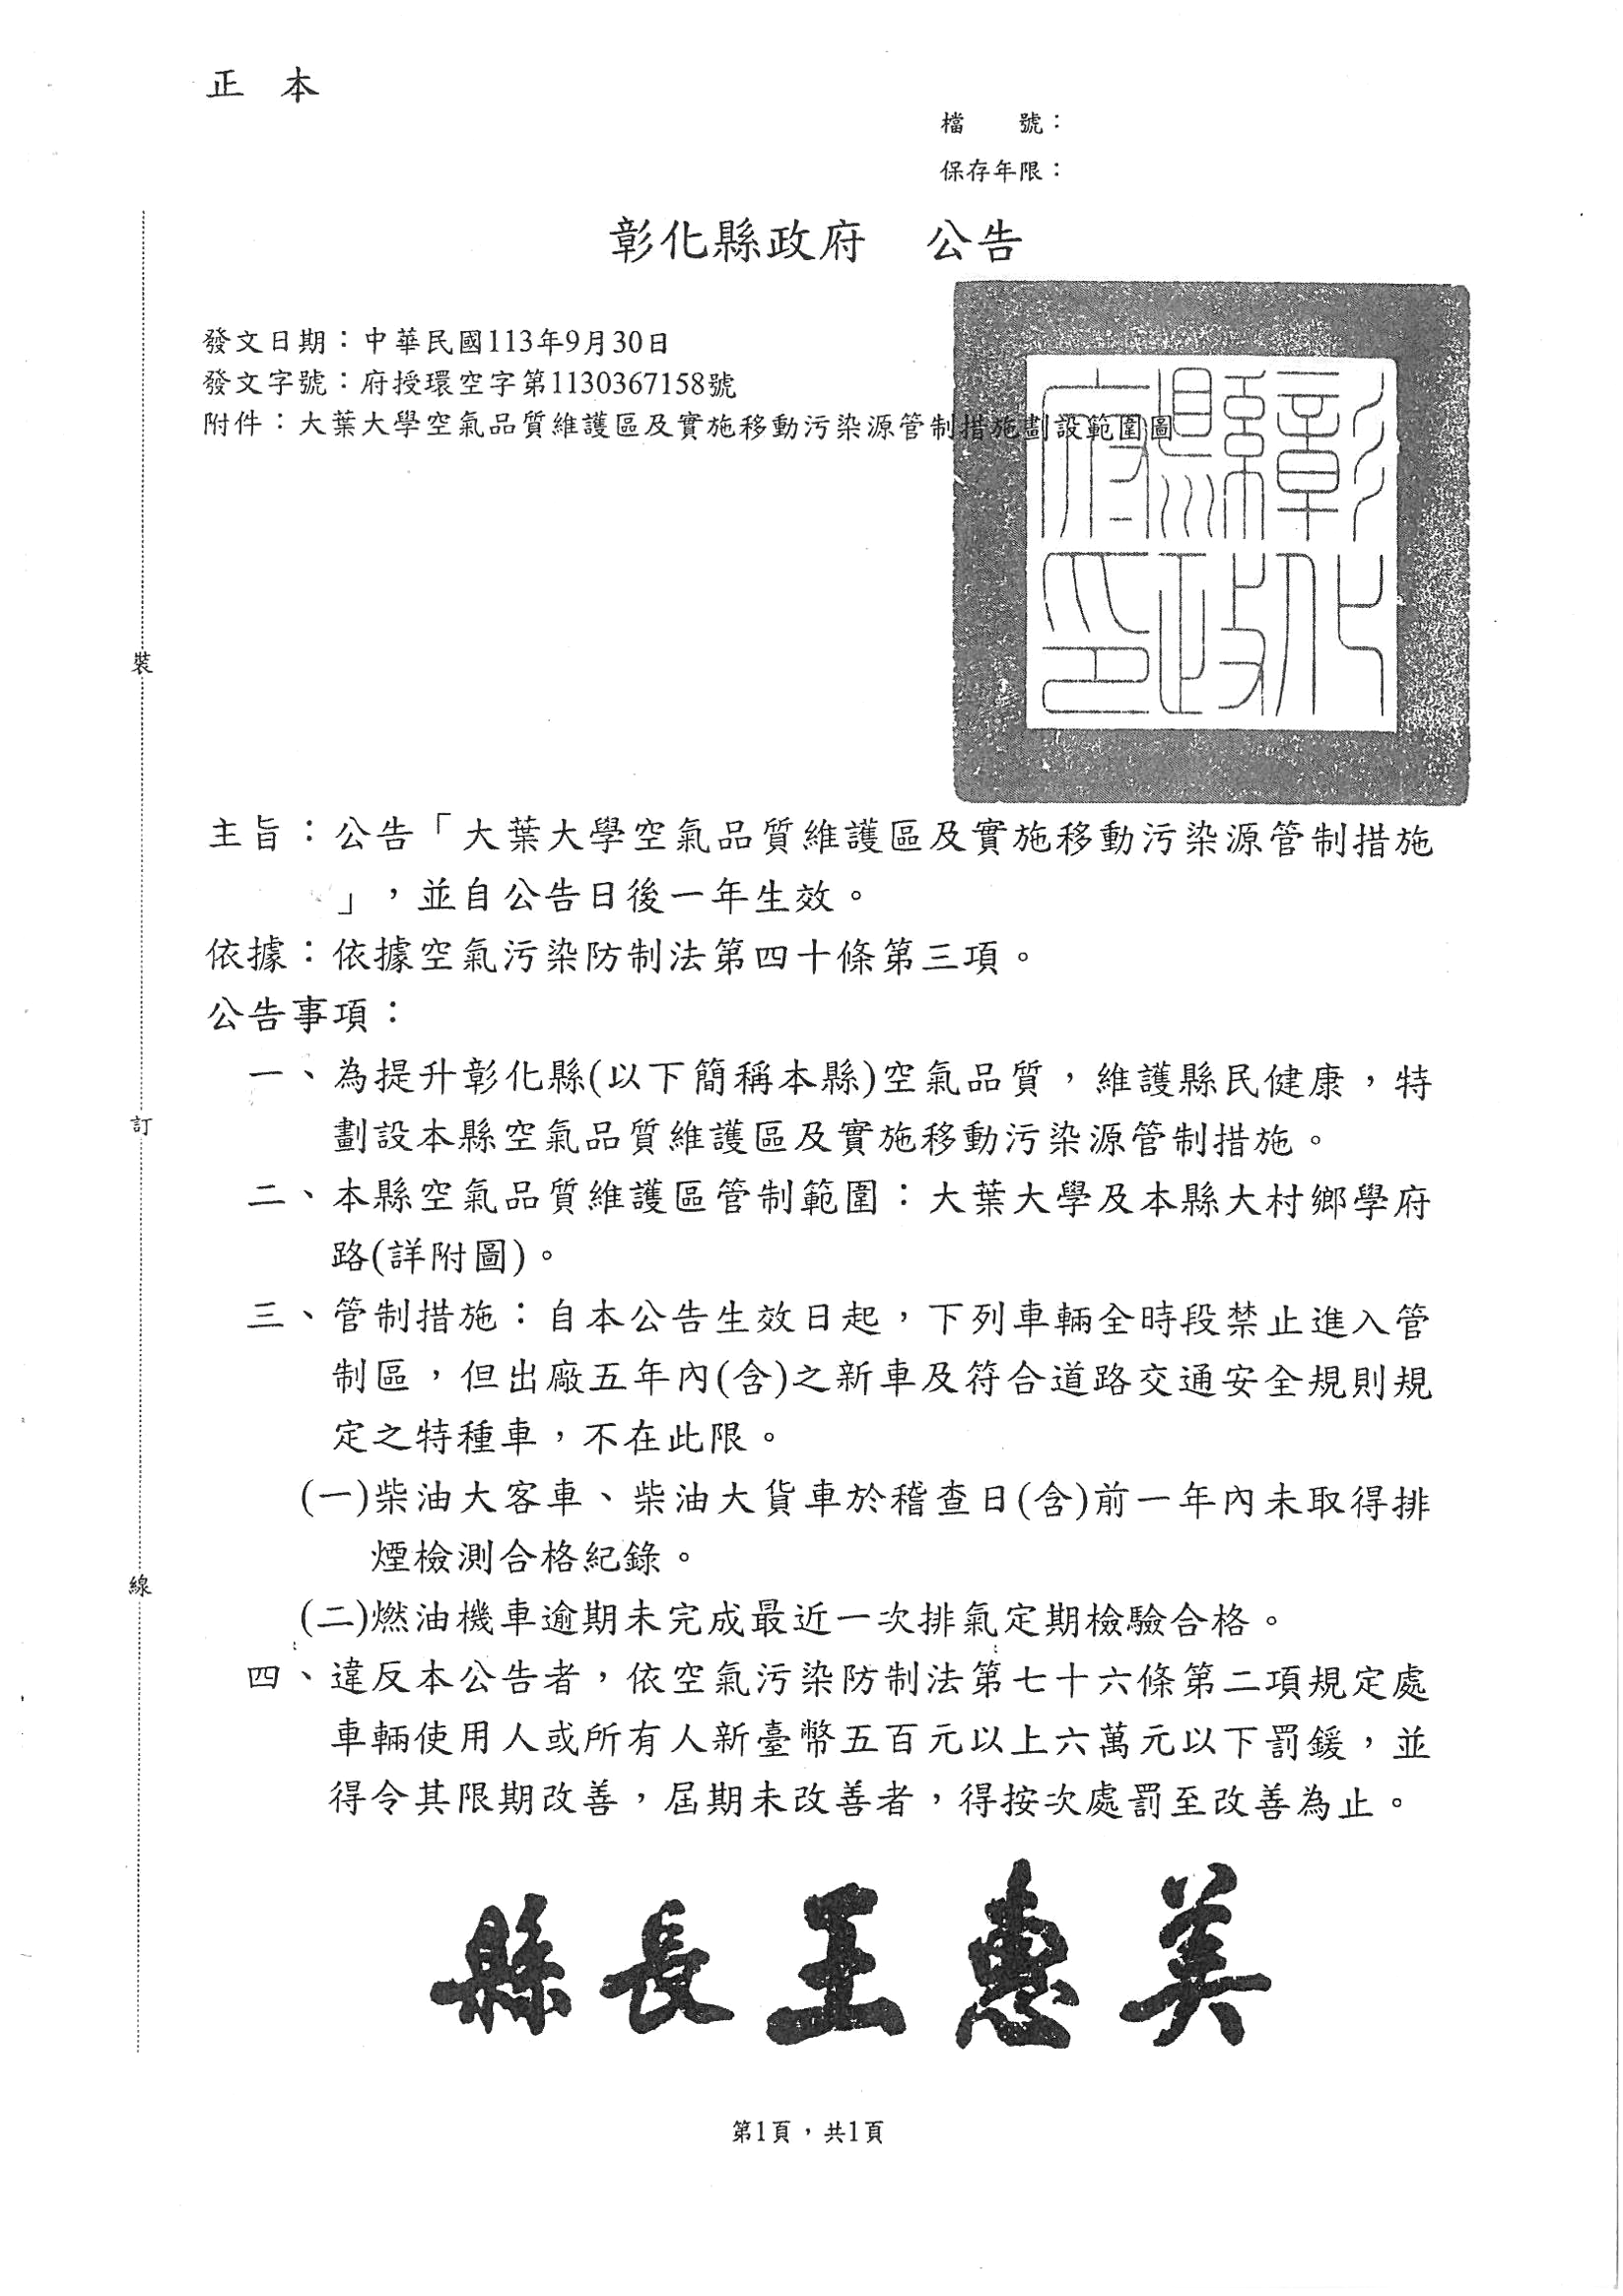 正本
檔　　號：
保存年限：
彰化縣政府　公告
發文日期：中華民國113年9月30日
發文字號：府授環空字第1130367158號
附件：大葉大學空氣品質維護區及實施移動污染源管制措施劃設範圍圖
彰化縣政府印
主旨：公告「大葉大學空氣品質維護區及實施移動污染源管制措施
」，並自公告日後一年生效。
依據：依據空氣污染防制法第四十條第三項。
公告事項：
一、為提升彰化縣(以下簡稱本縣)空氣品質，維護縣民健康，特
劃設本縣空氣品質維護區及實施移動污染源管制措施。
二、本縣空氣品質維護區管制範圍：大葉大學及本縣大村鄉學府
路(詳附圖)。
三、管制措施：自本公告生效日起，下列車輛全時段禁止進入管
制區，但出廠五年內(含)之新車及符合道路交通安全規則規
定之特種車，不在此限。
(一)柴油大客車、柴油大貨車於稽查日(含)前一年內未取得排
煙檢測合格紀錄。
(二)燃油機車逾期未完成最近一次排氣定期檢驗合格。
四、違反本公告者，依空氣污染防制法第七十六條第二項規定處
車輛使用人或所有人新臺幣五百元以上六萬元以下罰鍰，並
得令其限期改善，屆期未改善者，得按次處罰至改善為止。
縣長王惠美
裝
訂
線
第1頁，共1頁